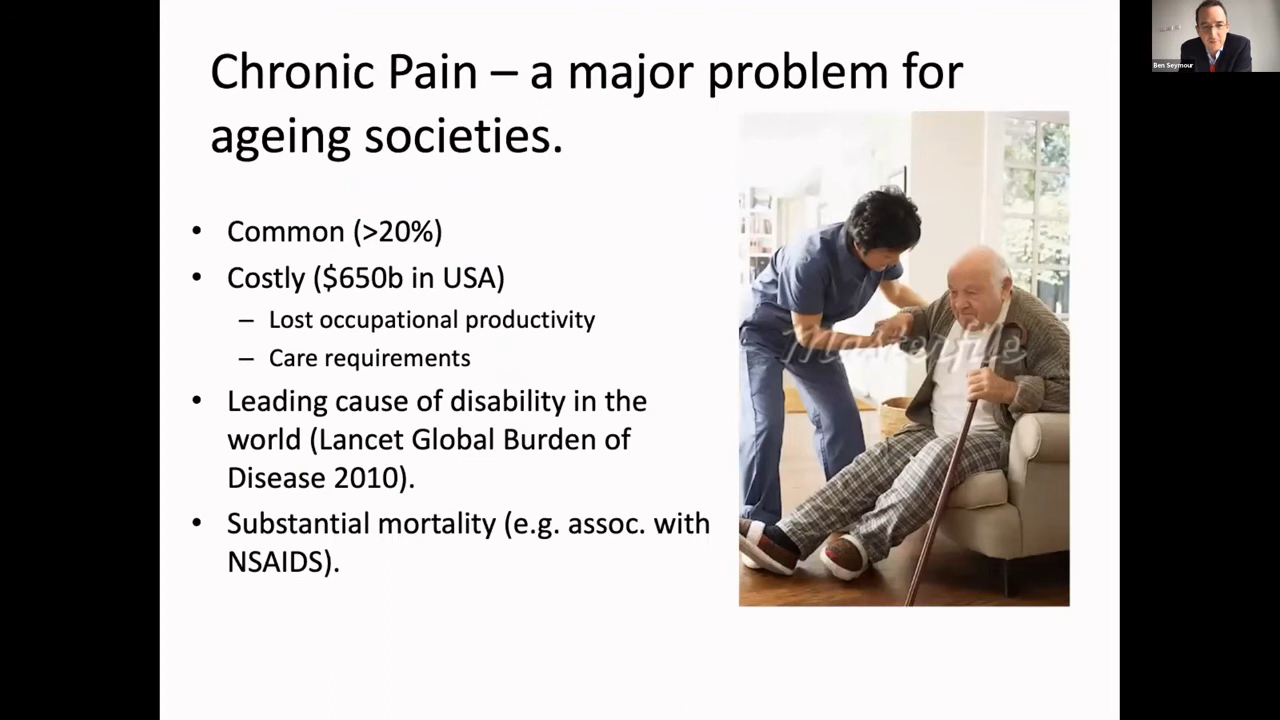 Chronic Pain – a major problem for
ageing societies.
• Common (>20%)
• Costly ($650b in USA)
– Lost occupational productivity
– Care requirements
• Leading cause of disability in the
world (Lancet Global Burden of
Disease 2010).
• Substantial mortality (e.g. assoc. with
NSAIDS).
Masterfile
Ben Seymour